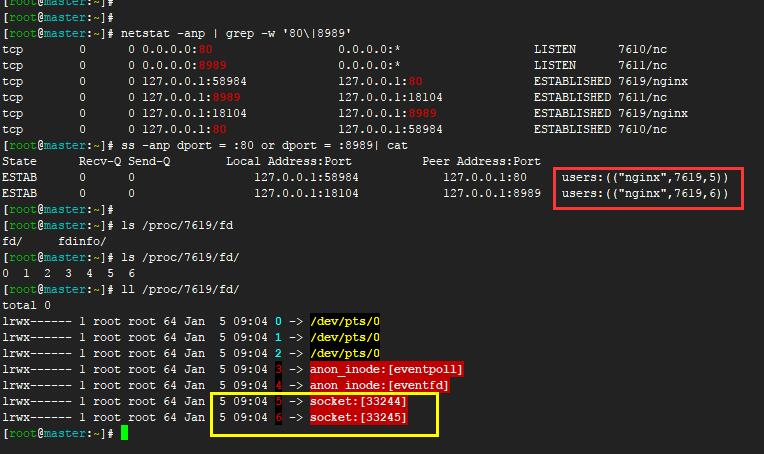 [root@master:~]#
[root@master:~]#
[root@master:~]# netstat -anp | grep -w '80\|8989'
tcp 0 0 0.0.0.0:80 0.0.0.0:* LISTEN 7610/nc
tcp 0 0 0.0.0.0:8989 0.0.0.0:* LISTEN 7611/nc
tcp 0 0 127.0.0.1:58984 127.0.0.1:80 ESTABLISHED 7619/nginx
tcp 0 0 127.0.0.1:8989 127.0.0.1:18104 ESTABLISHED 7611/nc
tcp 0 0 127.0.0.1:18104 127.0.0.1:8989 ESTABLISHED 7619/nginx
tcp 0 0 127.0.0.1:80 127.0.0.1:58984 ESTABLISHED 7610/nc
[root@master:~]# ss -anp dport = :80 or dport = :8989| cat
State Recv-Q Send-Q Local Address:Port Peer Address:Port
ESTAB 0 0 127.0.0.1:58984 127.0.0.1:80 users:(("nginx",7619,5))
ESTAB 0 0 127.0.0.1:18104 127.0.0.1:8989 users:(("nginx",7619,6))
[root@master:~]#
[root@master:~]# ls /proc/7619/fd
fd/ fdinfo/
[root@master:~]# ls /proc/7619/fd/
0 1 2 3 4 5 6
[root@master:~]# ll /proc/7619/fd/
total 0
lrwx------ 1 root root 64 Jan 5 09:04 0 -> /dev/pts/0
lrwx------ 1 root root 64 Jan 5 09:04 1 -> /dev/pts/0
lrwx------ 1 root root 64 Jan 5 09:04 2 -> /dev/pts/0
lrwx------ 1 root root 64 Jan 5 09:04 3 -> anon_inode:[eventpoll]
lrwx------ 1 root root 64 Jan 5 09:04 4 -> anon_inode:[eventfd]
lrwx------ 1 root root 64 Jan 5 09:04 5 -> socket:[33244]
lrwx------ 1 root root 64 Jan 5 09:04 6 -> socket:[33245]
[root@master:~]#